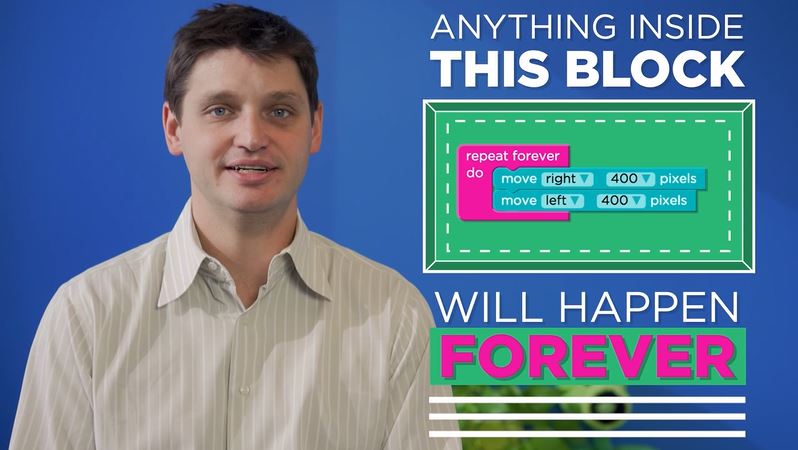 ANYTHING INSIDE
THIS BLOCK
repeat forever
do
move right 400 pixels
move left 400 pixels
WILL HAPPEN
FOREVER